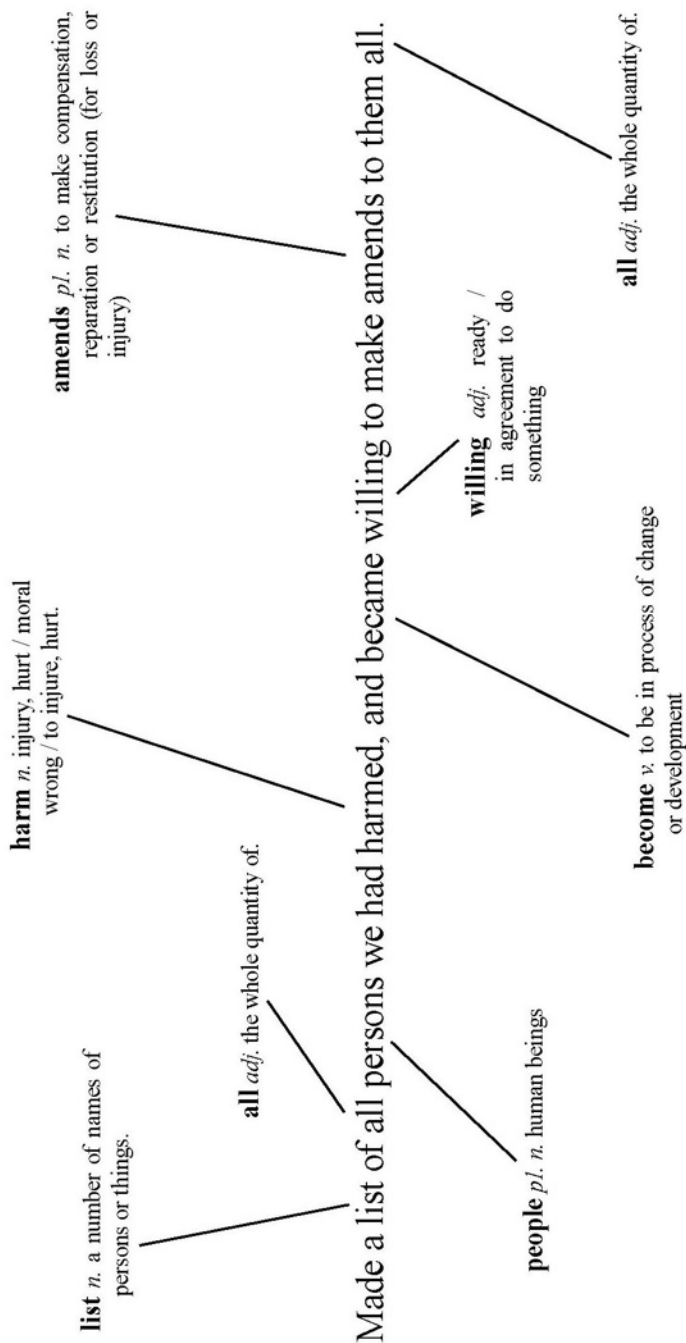 list n. a number of names of
persons or things.
all adj. the whole quantity of.
harm n. injury, hurt / moral
wrong / to injure, hurt.
amends pl. n. to make compensation,
reparation or restitution (for loss or
injury)
Made a list of all persons we had harmed, and became willing to make amends to them all.
people pl. n. human beings
become v. to be in process of change
or development
willing adj. ready /
in agreement to do
something
all adj. the whole quantity of.